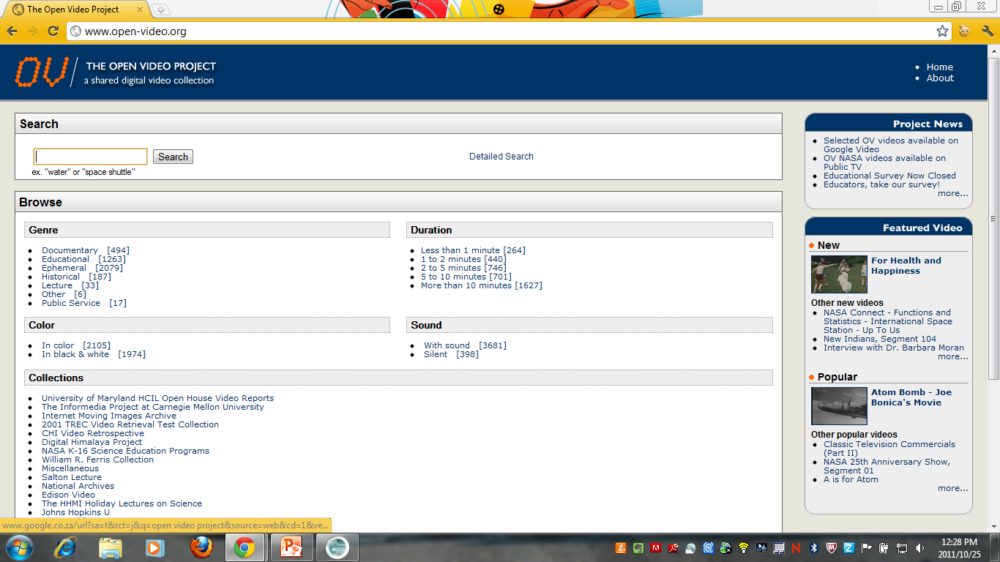 The Open Video Project
www.open-video.org
OV
THE OPEN VIDEO PROJECT
a shared digital video collection
Home
About
Search
Search
Detailed Search
ex. "water" or "space shuttle"
Browse
Genre
Documentary [494]
Educational [1263]
Ephemeral [2079]
Historical [187]
Lecture [33]
Other [6]
Public Service [17]
Duration
Less than 1 minute [264]
1 to 2 minutes [440]
2 to 5 minutes [746]
5 to 10 minutes [701]
More than 10 minutes [1627]
Color
In color [2105]
In black & white [1974]
Sound
With sound [3681]
Silent [398]
Collections
University of Maryland HCIL Open House Video Reports
The Informedia Project at Carnegie Mellon University
Internet Moving Images Archive
2001 TREC Video Retrieval Test Collection
CHI Video Retrospective
Digital Himalaya Project
NASA K-16 Science Education Programs
William R. Ferris Collection
Miscellaneous
Salton Lecture
National Archives
Edison Video
The HHMI Holiday Lectures on Science
Johns Hopkins U
Project News
Selected OV videos available on
Google Video
OV NASA videos available on
Public TV
Educational Survey Now Closed
Educators, take our survey!
more...
Featured Video
New
For Health and
Happiness
Other new videos
NASA Connect - Functions and
Statistics - International Space
Station - Up To Us
New Indians, Segment 104
Interview with Dr. Barbara Moran
more...
Popular
Atom Bomb - Joe
Bonica's Movie
Other popular videos
Classic Television Commercials
(Part II)
NASA 25th Anniversary Show,
Segment 01
A is for Atom
more...
www.google.co.za/url?sa=t&rct=j&q=open video project&source=web&cd=1&ve...
12:28 PM
2011/10/25